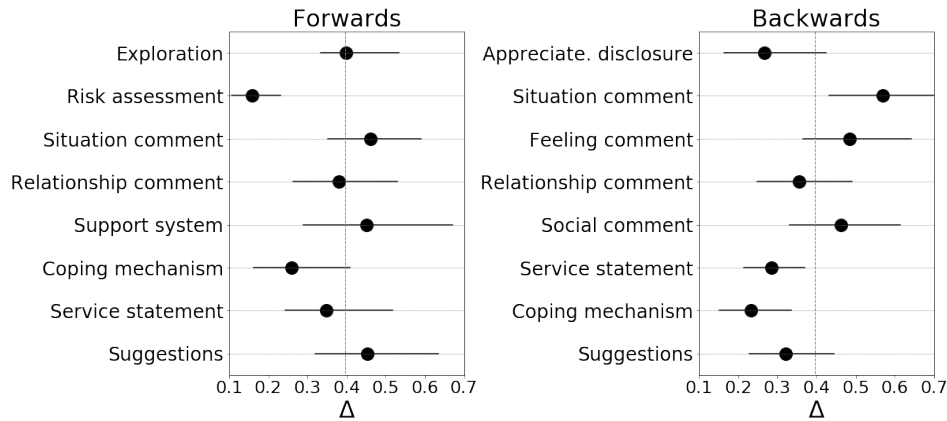 Forwards
Exploration
Risk assessment
Situation comment
Relationship comment
Support system
Coping mechanism
Service statement
Suggestions
0.1 0.2 0.3 0.4 0.5 0.6 0.7
Δ
Backwards
Appreciate. disclosure
Situation comment
Feeling comment
Relationship comment
Social comment
Service statement
Coping mechanism
Suggestions
0.1 0.2 0.3 0.4 0.5 0.6 0.7
Δ